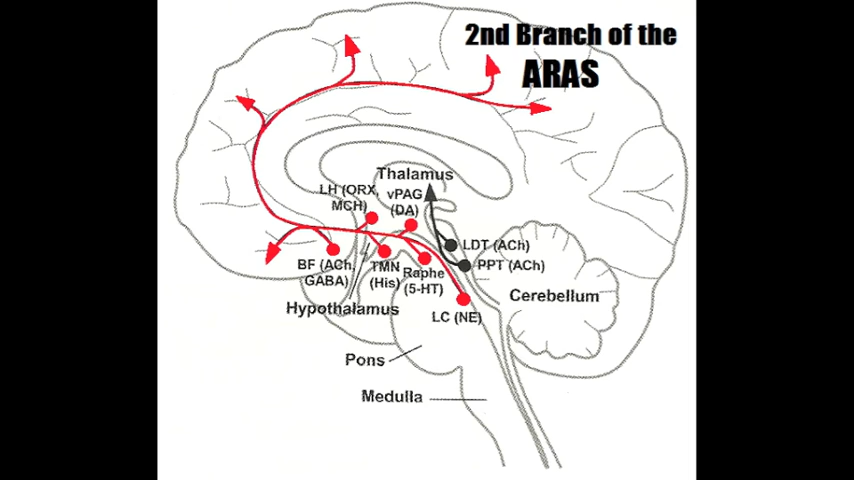 2nd Branch of the
ARAS
Thalamus
LH (ORX,
MCH)
vPAG
(DA)
LDT (ACh)
PPT (ACh)
BF (ACh,
GABA)
TMN
(His)
Raphe
(5-HT)
Cerebellum
Hypothalamus
LC (NE)
Pons
Medulla